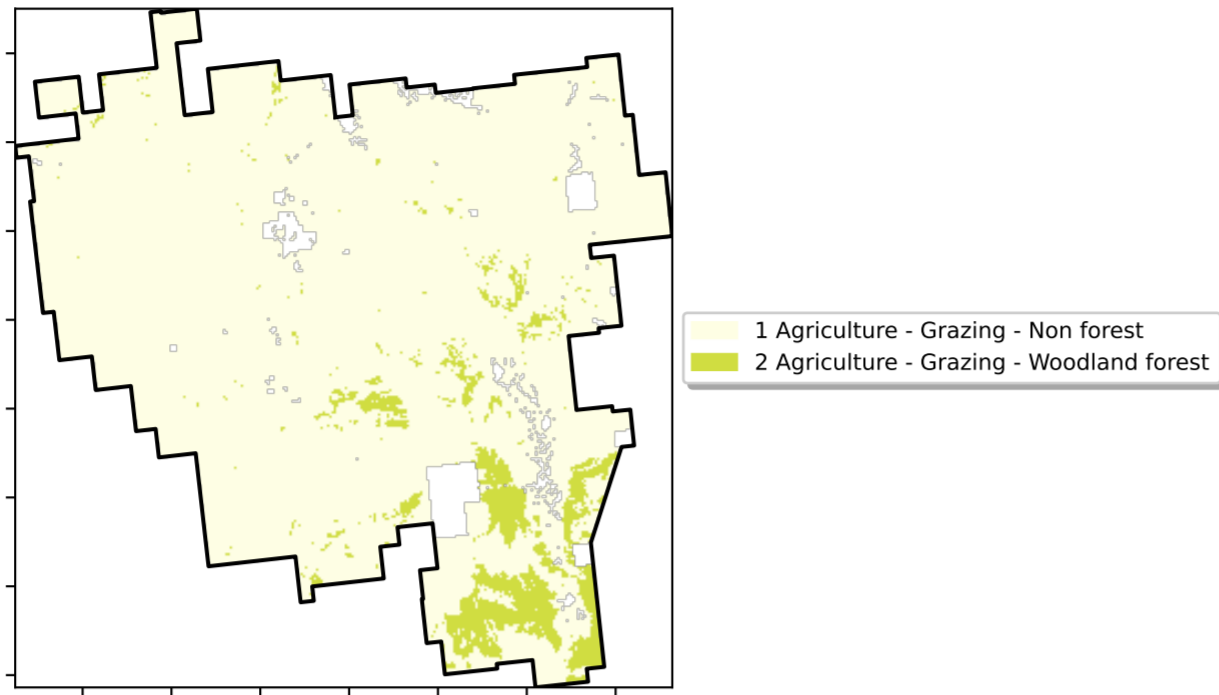 1 Agriculture - Grazing - Non forest
2 Agriculture - Grazing - Woodland forest